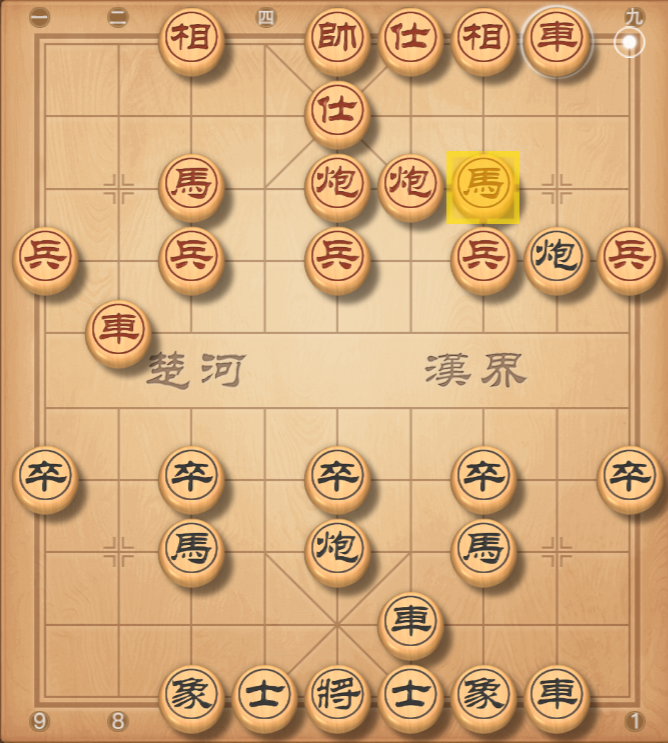 一 二 四 九
相 帥 仕 相 車
仕
馬 炮 炮 馬
兵 兵 兵 兵 炮 兵
車
楚河 漢界
卒 卒 卒 卒 卒
馬 炮 馬
車
象 士 將 士 象 車
9 8 1